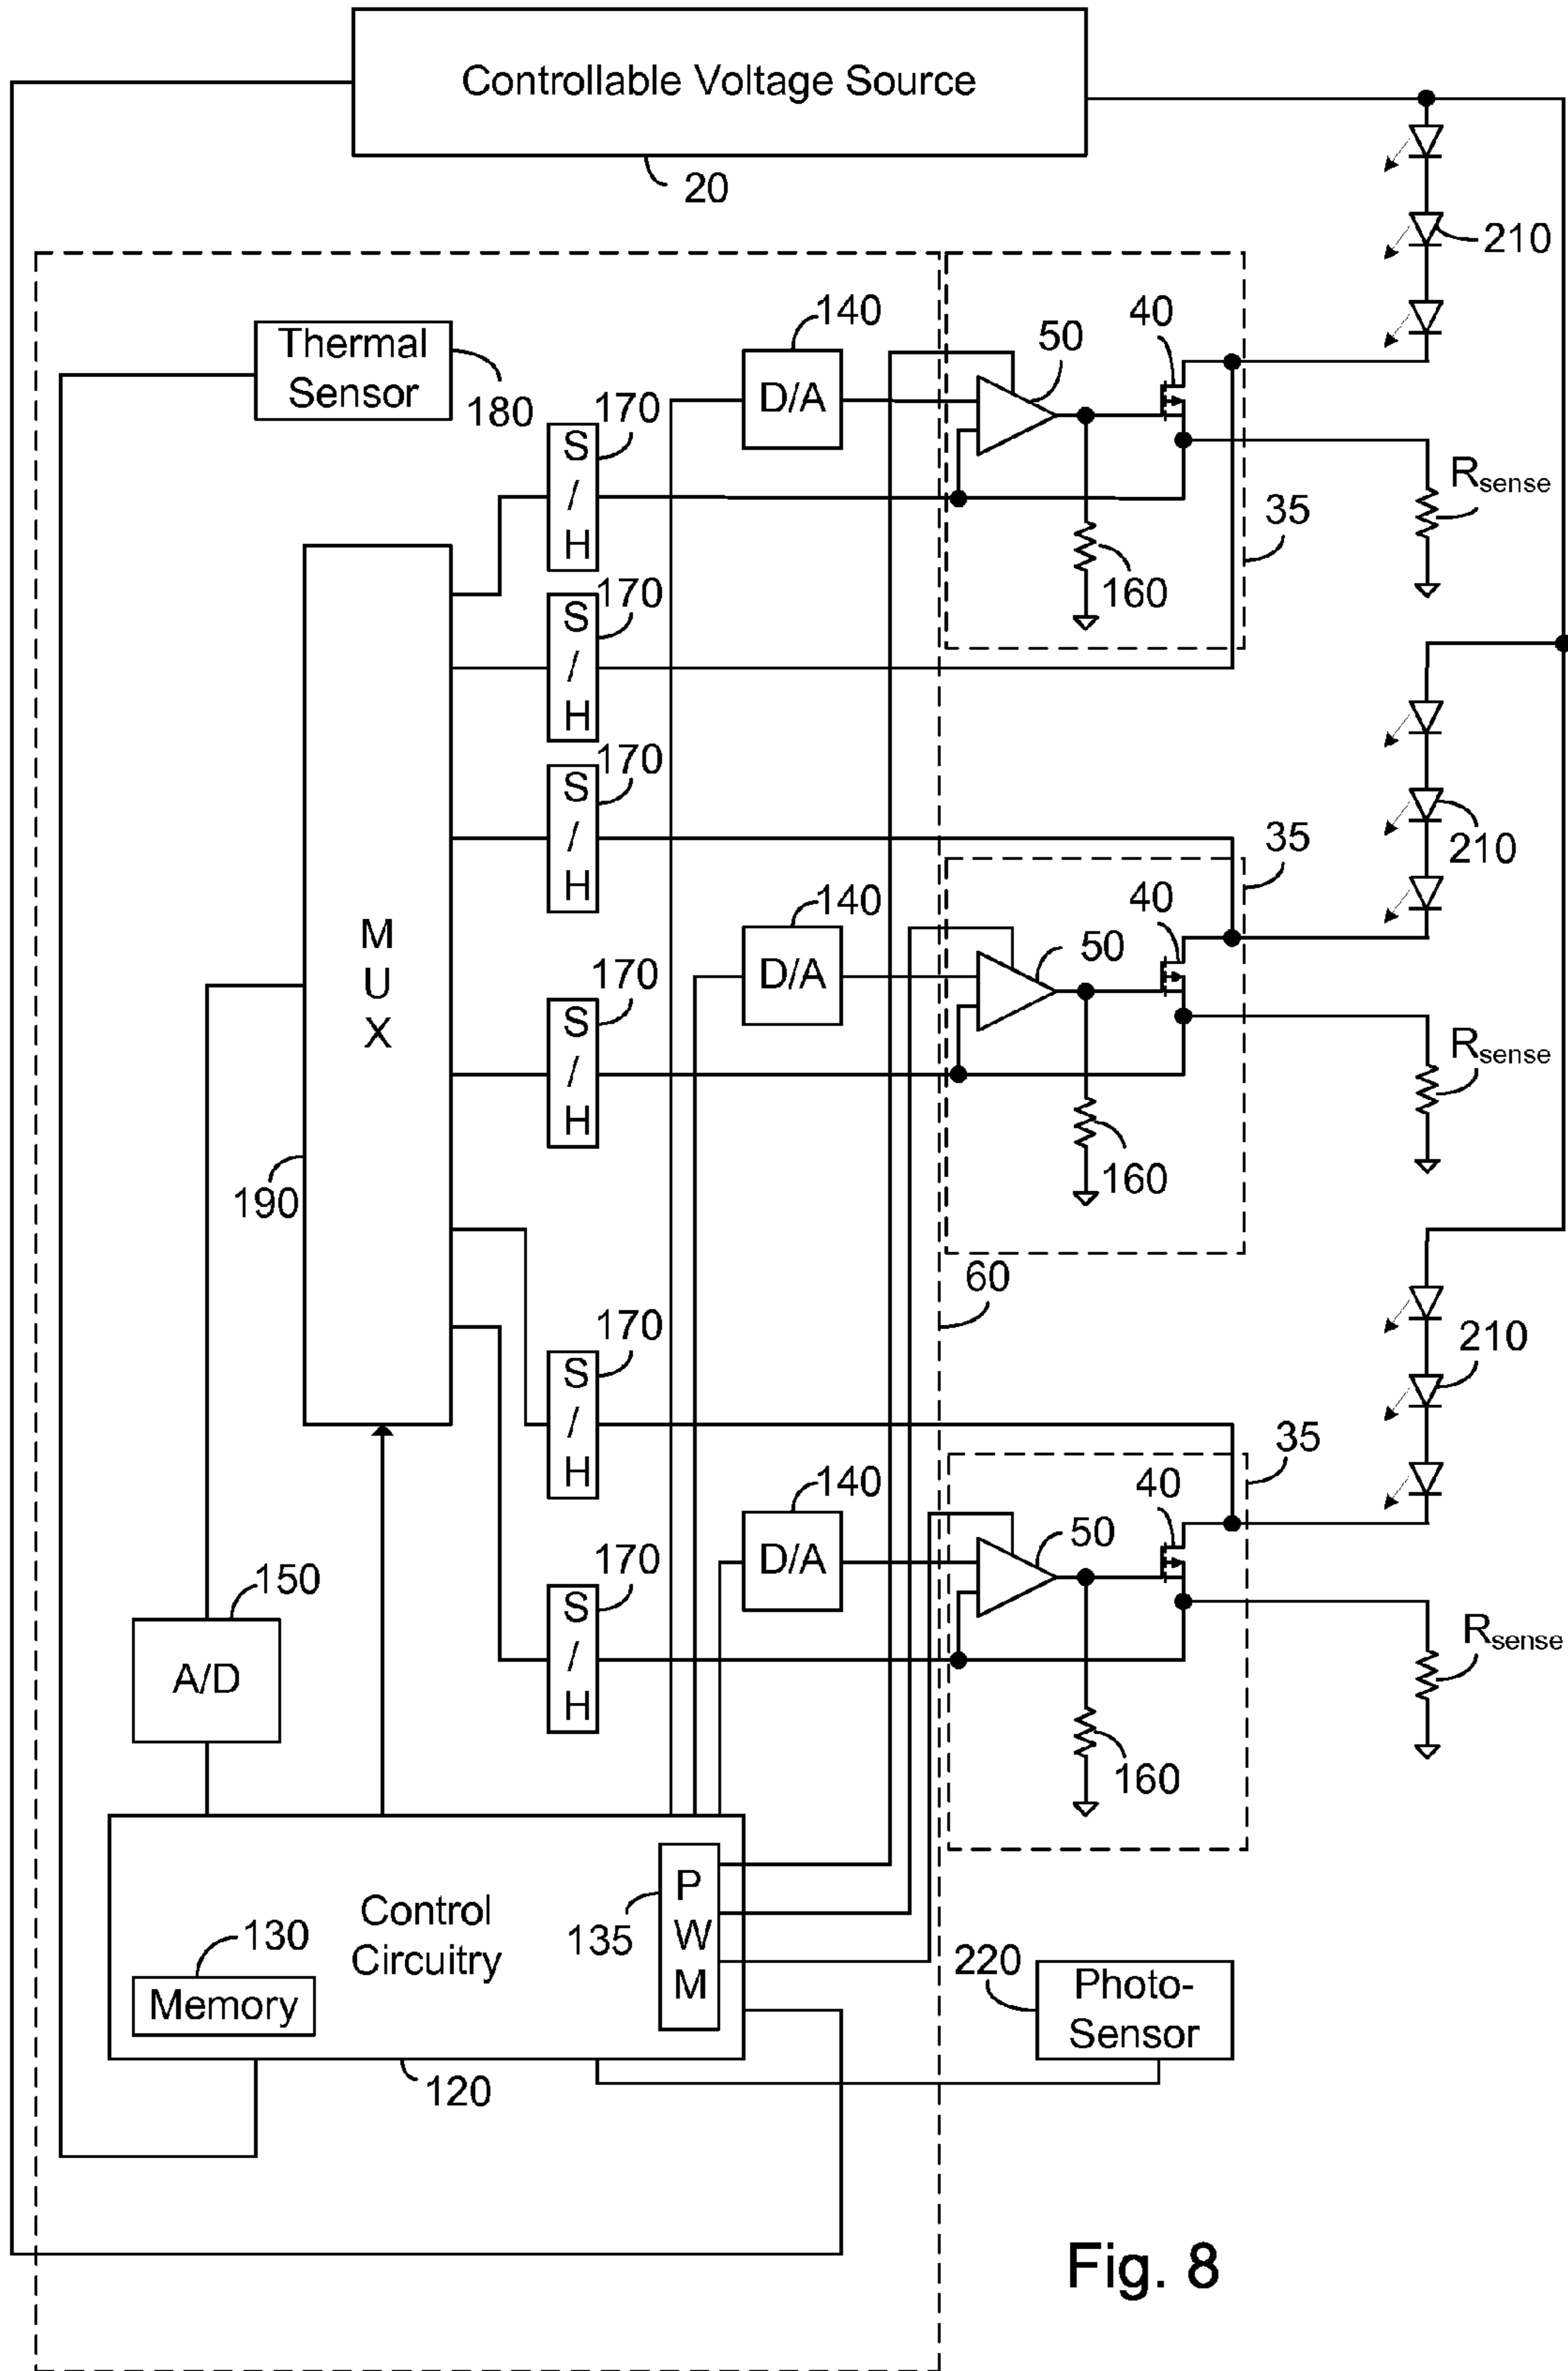 Controllable Voltage Source
20
210
Thermal
Sensor
180
140
D/A
50
40
170
S
/
H
Rsense
35
160
170
S
/
H
170
S
/
H
35
210
140
D/A
50
40
M
U
X
170
S
/
H
Rsense
160
190
60
170
S
/
H
210
35
140
D/A
50
40
150
A/D
170
S
/
H
Rsense
160
Control
Circuitry
135
P
W
M
130
Memory
120
220
Photo-
Sensor
Fig. 8